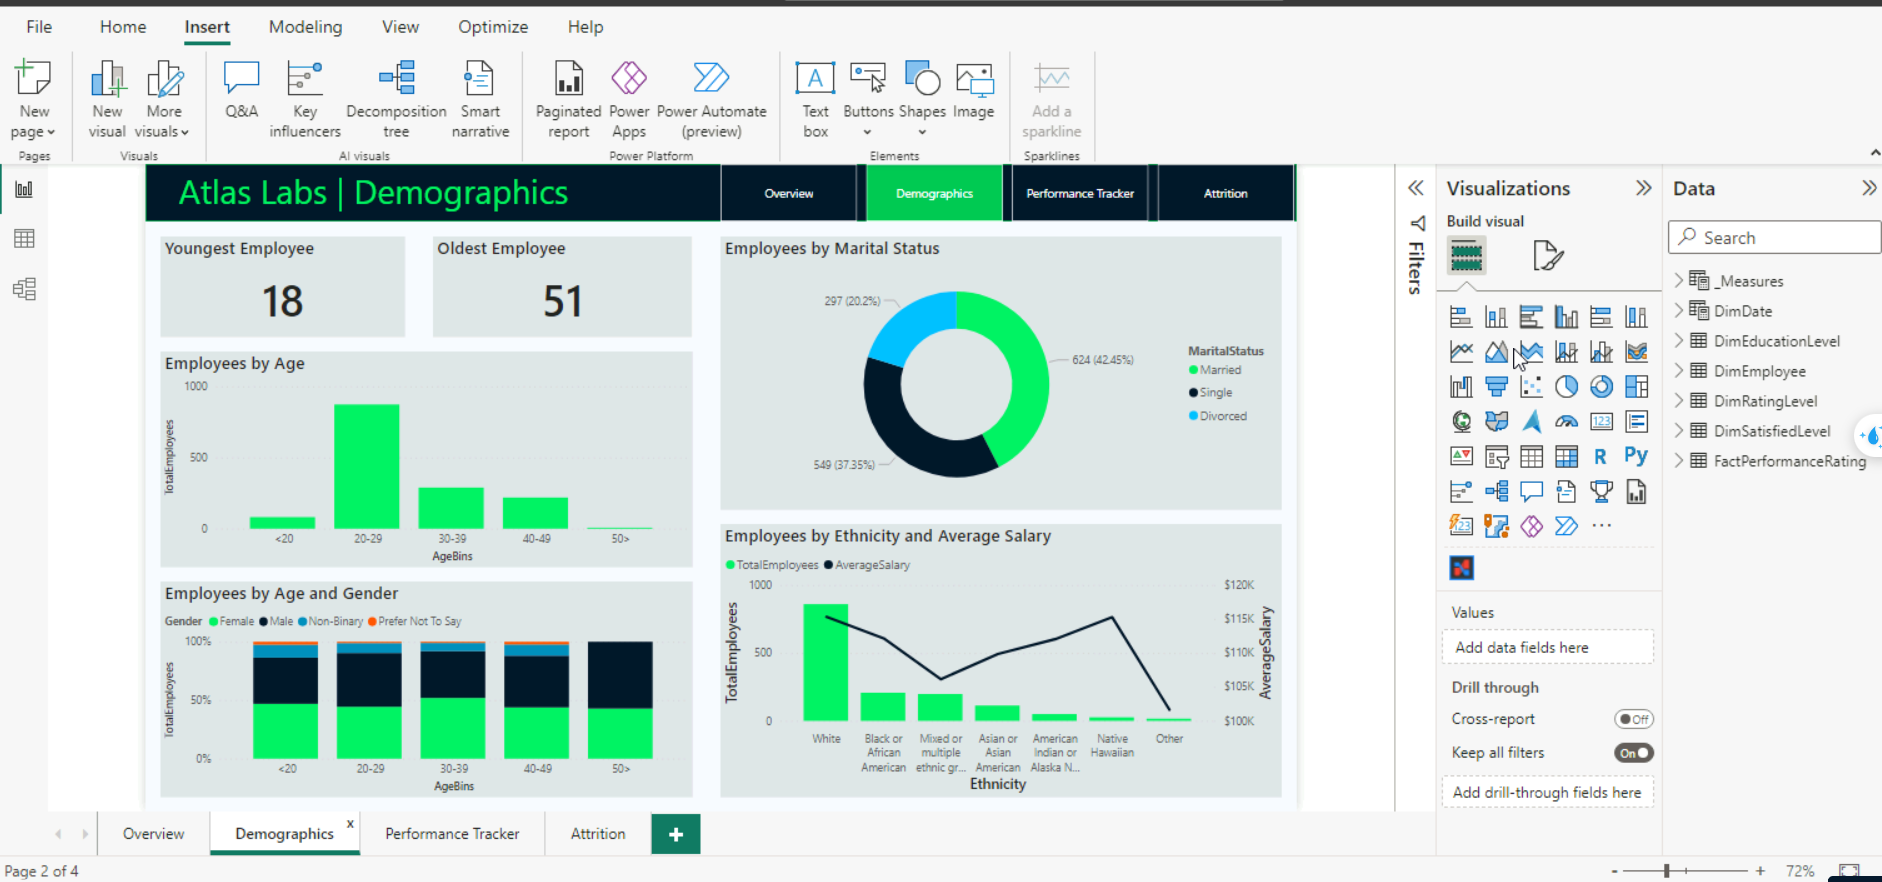 File Home Insert Modeling View Optimize Help
New page
New visual
More visuals
Q&A
Key influencers
Decomposition tree
Smart narrative
Paginated report
Power Apps
Power Automate (preview)
A
Text box
Buttons
Shapes
Image
Add a sparkline
Pages
Visuals
AI visuals
Power Platform
Elements
Sparklines
Atlas Labs | Demographics
Overview
Demographics
Performance Tracker
Attrition
Youngest Employee
18
Oldest Employee
51
Employees by Age
TotalEmployees
1000
500
0
<20 20-29 30-39 40-49 50>
AgeBins
Employees by Age and Gender
Gender Female Male Non-Binary Prefer Not To Say
TotalEmployees
100%
50%
0%
<20 20-29 30-39 40-49 50>
AgeBins
Employees by Marital Status
297 (20.2%)
624 (42.45%)
549 (37.35%)
MaritalStatus
Married
Single
Divorced
Employees by Ethnicity and Average Salary
TotalEmployees AverageSalary
TotalEmployees
1000
500
0
$120K
$115K
$110K
$105K
$100K
AverageSalary
White
Black or African American
Mixed or multiple ethnic gr...
Asian or Asian American
American Indian or Alaska N...
Native Hawaiian
Other
Ethnicity
Filters
Visualizations
Build visual
123
R
Py
123
Values
Add data fields here
Drill through
Cross-report Off
Keep all filters On
Add drill-through fields here
Data
Search
_Measures
DimDate
DimEducationLevel
DimEmployee
DimRatingLevel
DimSatisfiedLevel
FactPerformanceRating
Overview
Demographics x
Performance Tracker
Attrition
+
Page 2 of 4
- + 72%